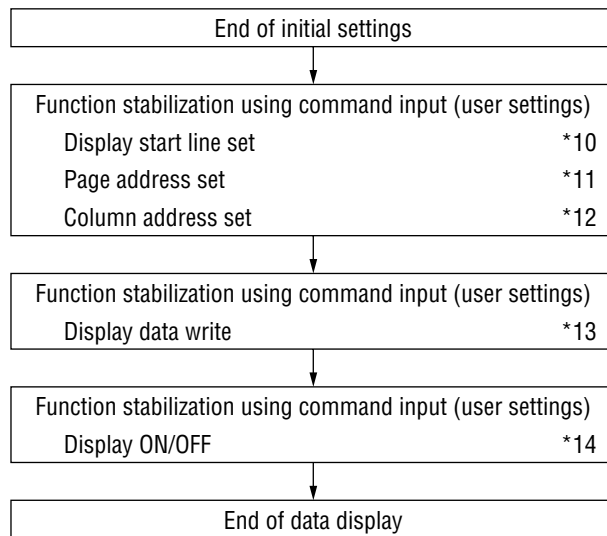 End of initial settings
Function stabilization using command input (user settings)
Display start line set *10
Page address set *11
Column address set *12
Function stabilization using command input (user settings)
Display data write *13
Function stabilization using command input (user settings)
Display ON/OFF *14
End of data display